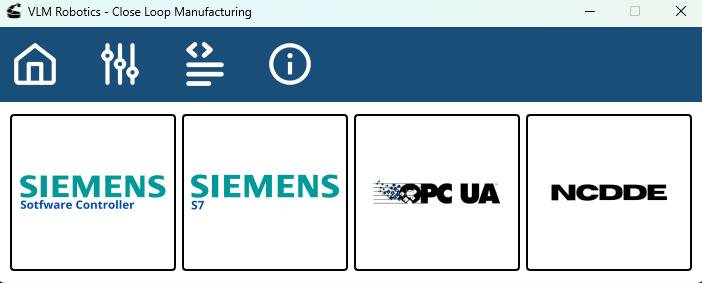 VLM Robotics - Close Loop Manufacturing
SIEMENS
Sotfware Controller
SIEMENS
S7
OPC UA
NCDDE